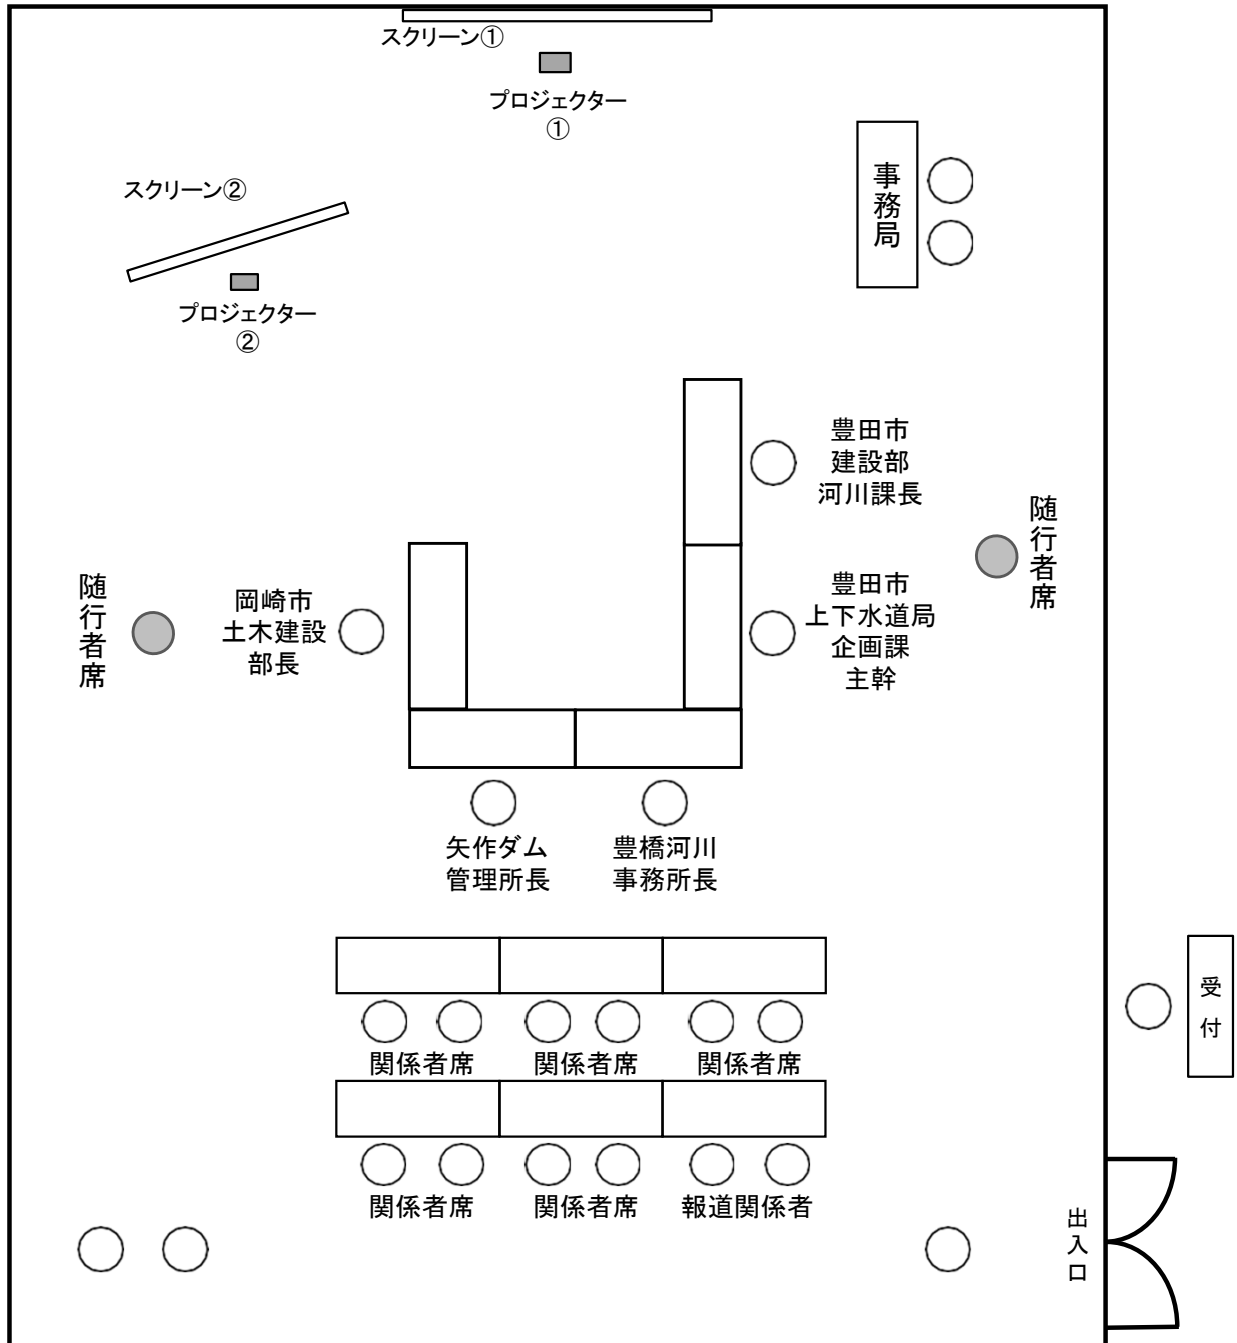 スクリーン①
プロジェクター
①
スクリーン②
プロジェクター
②
事務局
豊田市
建設部
河川課長
随行者席
豊田市
上下水道局
企画課
主幹
随行者席
岡崎市
土木建設
部長
矢作ダム
管理所長
豊橋河川
事務所長
受付
関係者席
関係者席
関係者席
関係者席
関係者席
報道関係者
出入口